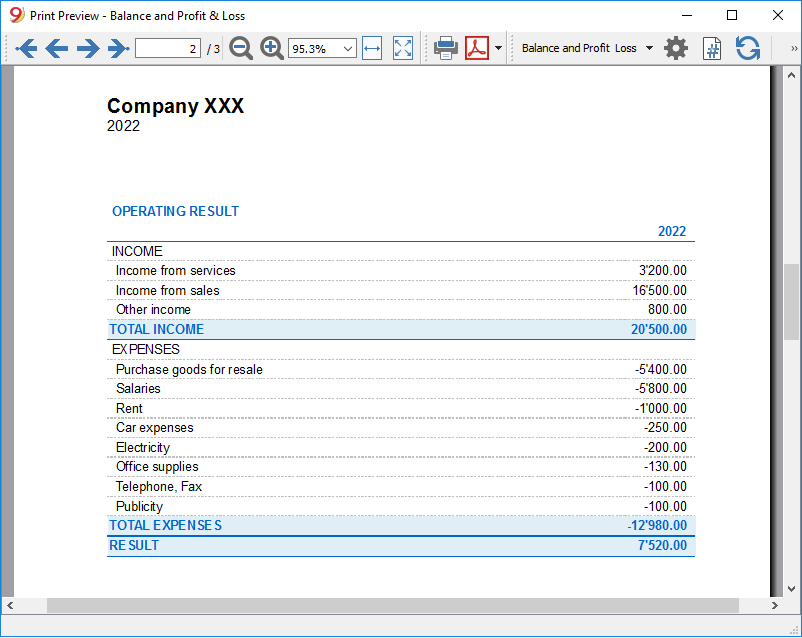 Print Preview - Balance and Profit & Loss
2 / 3 95.3% Balance and Profit Loss
Company XXX
2022
OPERATING RESULT
2022
INCOME
Income from services 3'200.00
Income from sales 16'500.00
Other income 800.00
TOTAL INCOME 20'500.00
EXPENSES
Purchase goods for resale -5'400.00
Salaries -5'800.00
Rent -1'000.00
Car expenses -250.00
Electricity -200.00
Office supplies -130.00
Telephone, Fax -100.00
Publicity -100.00
TOTAL EXPENSES -12'980.00
RESULT 7'520.00